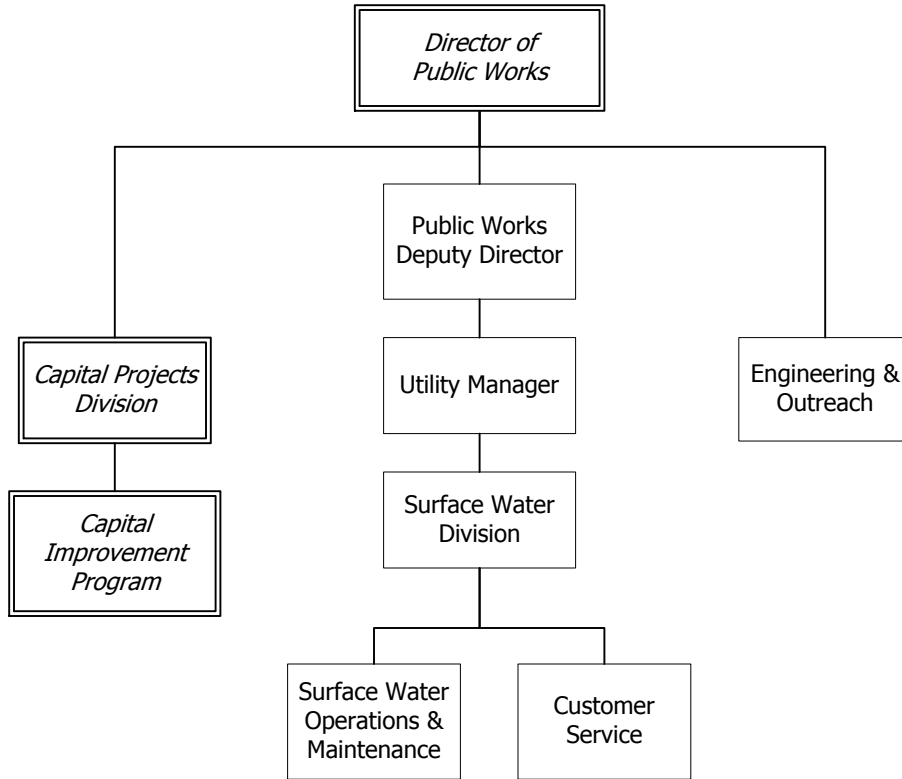 Director of
Public Works
Public Works
Deputy Director
Capital Projects
Division
Utility Manager
Engineering &
Outreach
Capital
Improvement
Program
Surface Water
Division
Surface Water
Operations &
Maintenance
Customer
Service